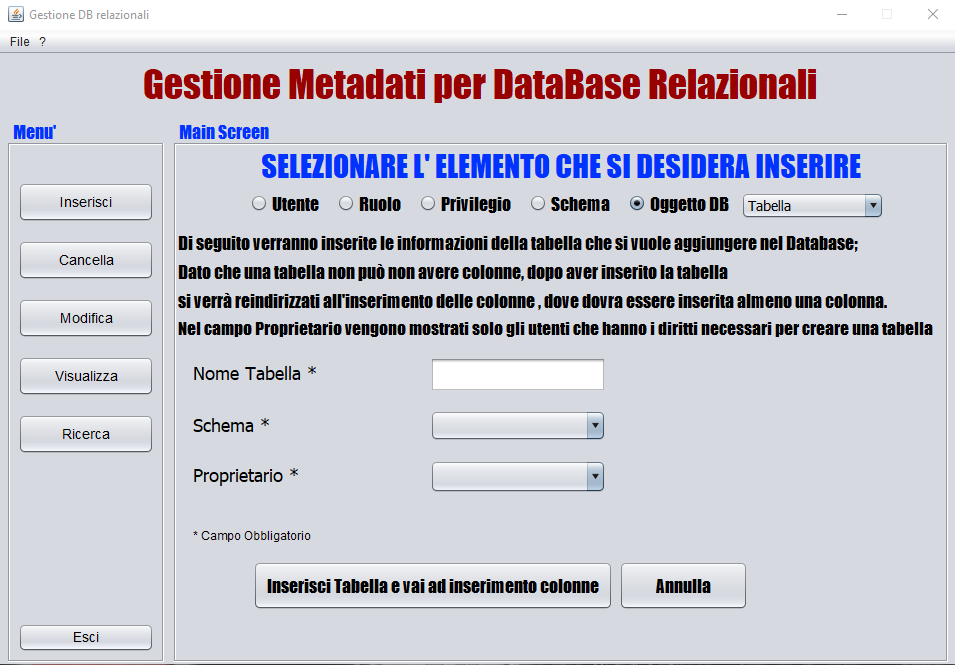 Gestione DB relazionali
File ?
Gestione Metadati per DataBase Relazionali
Menu'
Inserisci
Cancella
Modifica
Visualizza
Ricerca
Esci
Main Screen
SELEZIONARE L' ELEMENTO CHE SI DESIDERA INSERIRE
Utente Ruolo Privilegio Schema Oggetto DB Tabella
Di seguito verranno inserite le informazioni della tabella che si vuole aggiungere nel Database;
Dato che una tabella non può non avere colonne, dopo aver inserito la tabella
si verrà reindirizzati all'inserimento delle colonne , dove dovra essere inserita almeno una colonna.
Nel campo Proprietario vengono mostrati solo gli utenti che hanno i diritti necessari per creare una tabella
Nome Tabella *
Schema *
Proprietario *
* Campo Obbligatorio
Inserisci Tabella e vai ad inserimento colonne Annulla